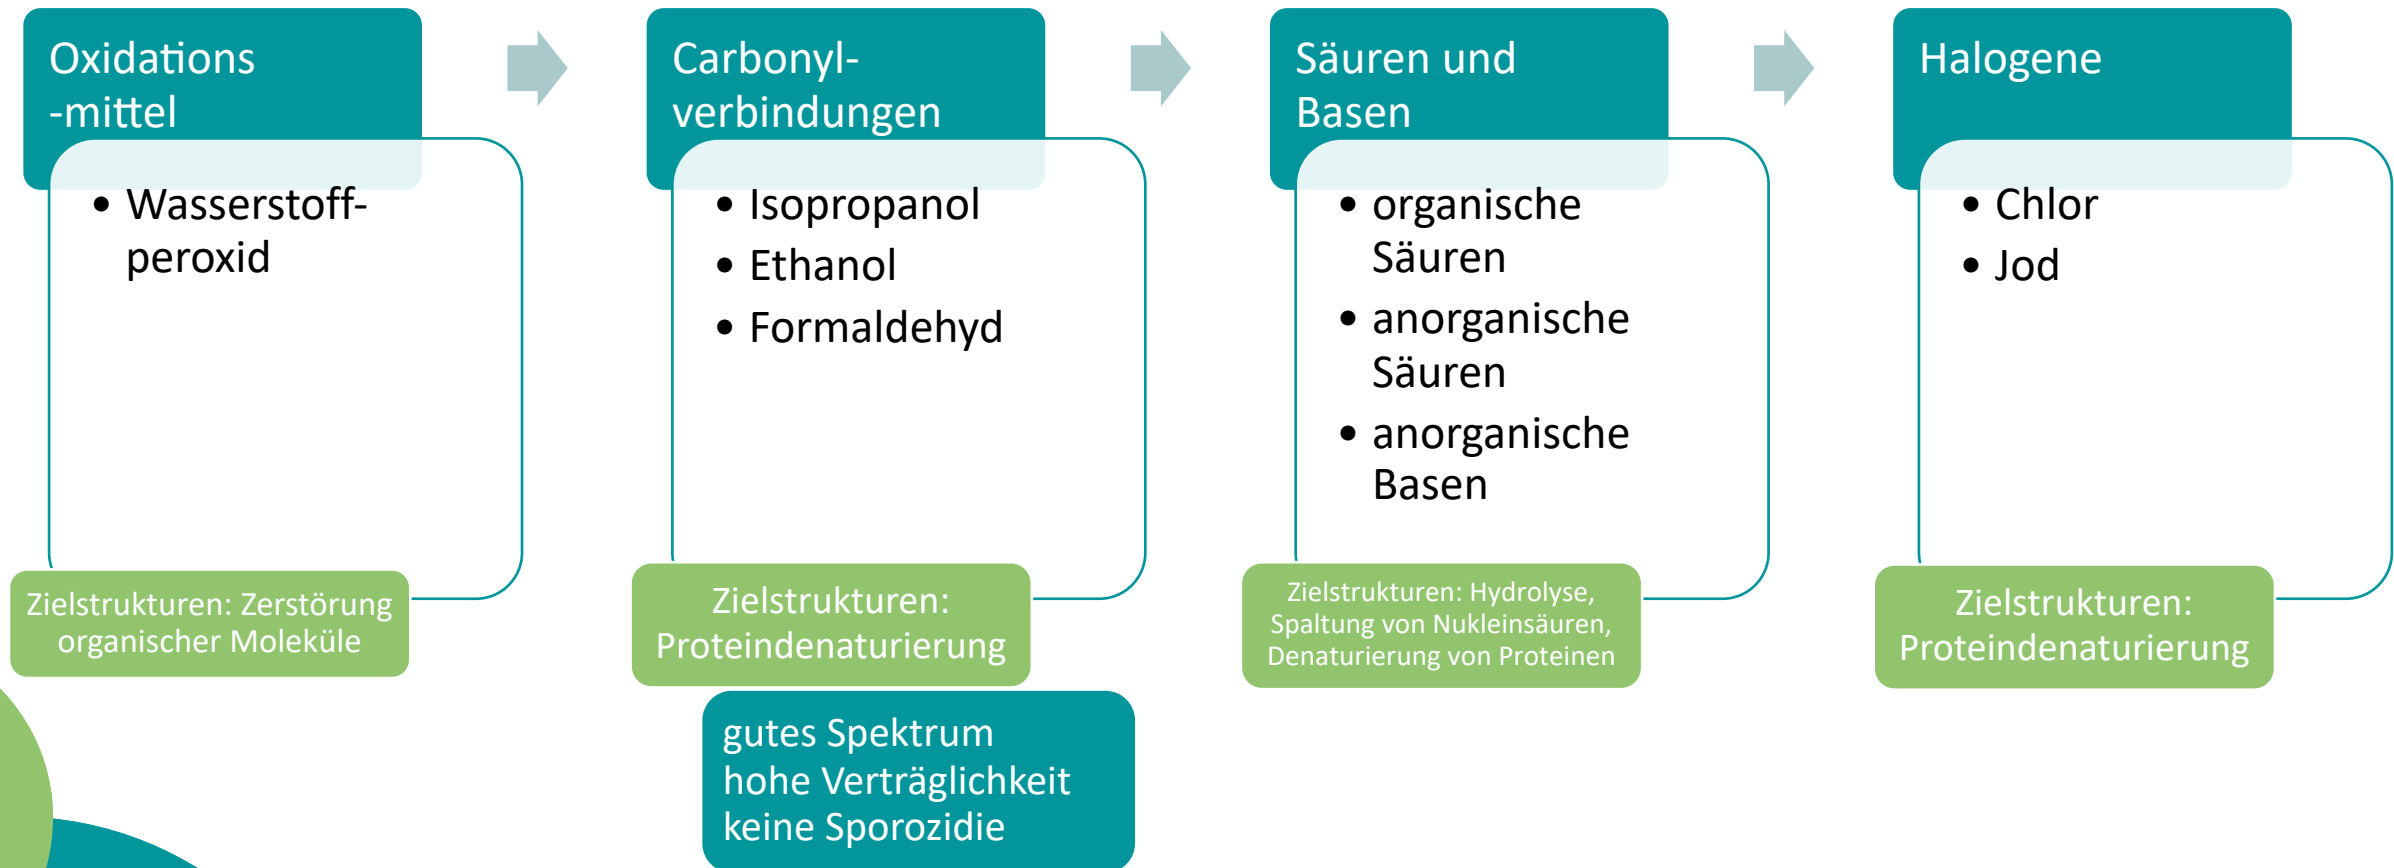 Oxidations
-mittel
• Wasserstoff-
peroxid
Zielstrukturen: Zerstörung
organischer Moleküle
Carbonyl-
verbindungen
• Isopropanol
• Ethanol
• Formaldehyd
Zielstrukturen:
Proteindenaturierung
gutes Spektrum
hohe Verträglichkeit
keine Sporozidie
Säuren und
Basen
• organische
Säuren
• anorganische
Säuren
• anorganische
Basen
Zielstrukturen: Hydrolyse,
Spaltung von Nukleinsäuren,
Denaturierung von Proteinen
Halogene
• Chlor
• Jod
Zielstrukturen:
Proteindenaturierung